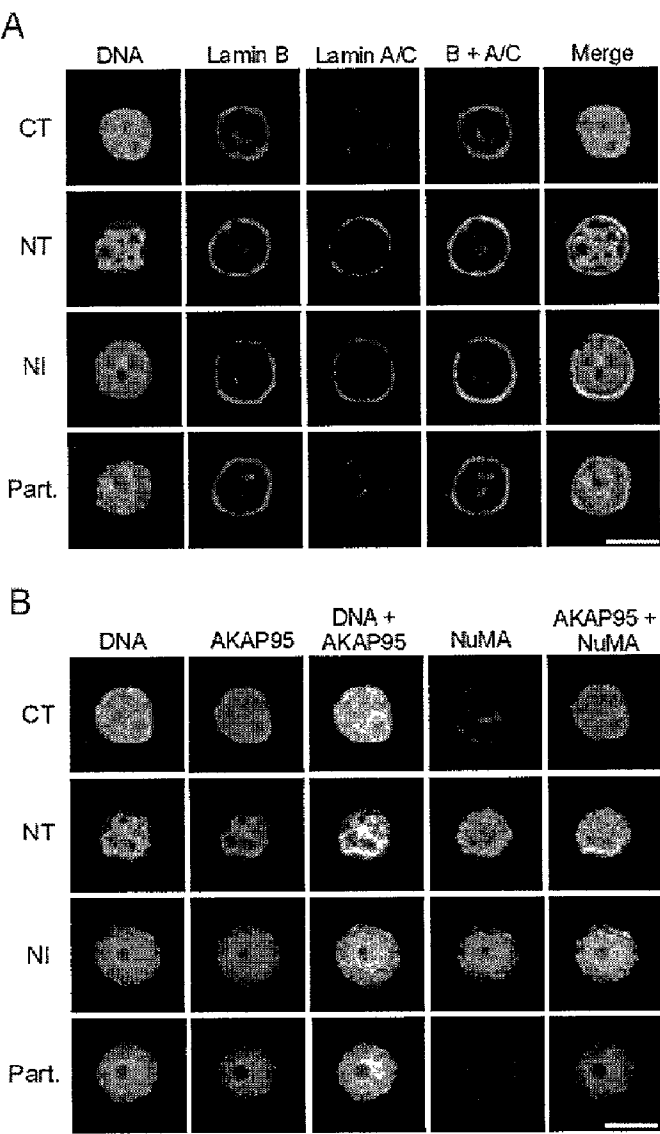 A
DNA Lamin B Lamin A/C B + A/C Merge
CT
NT
NI
Part.
B
DNA AKAP95 DNA + AKAP95 NuMA AKAP95 + NuMA
CT
NT
NI
Part.